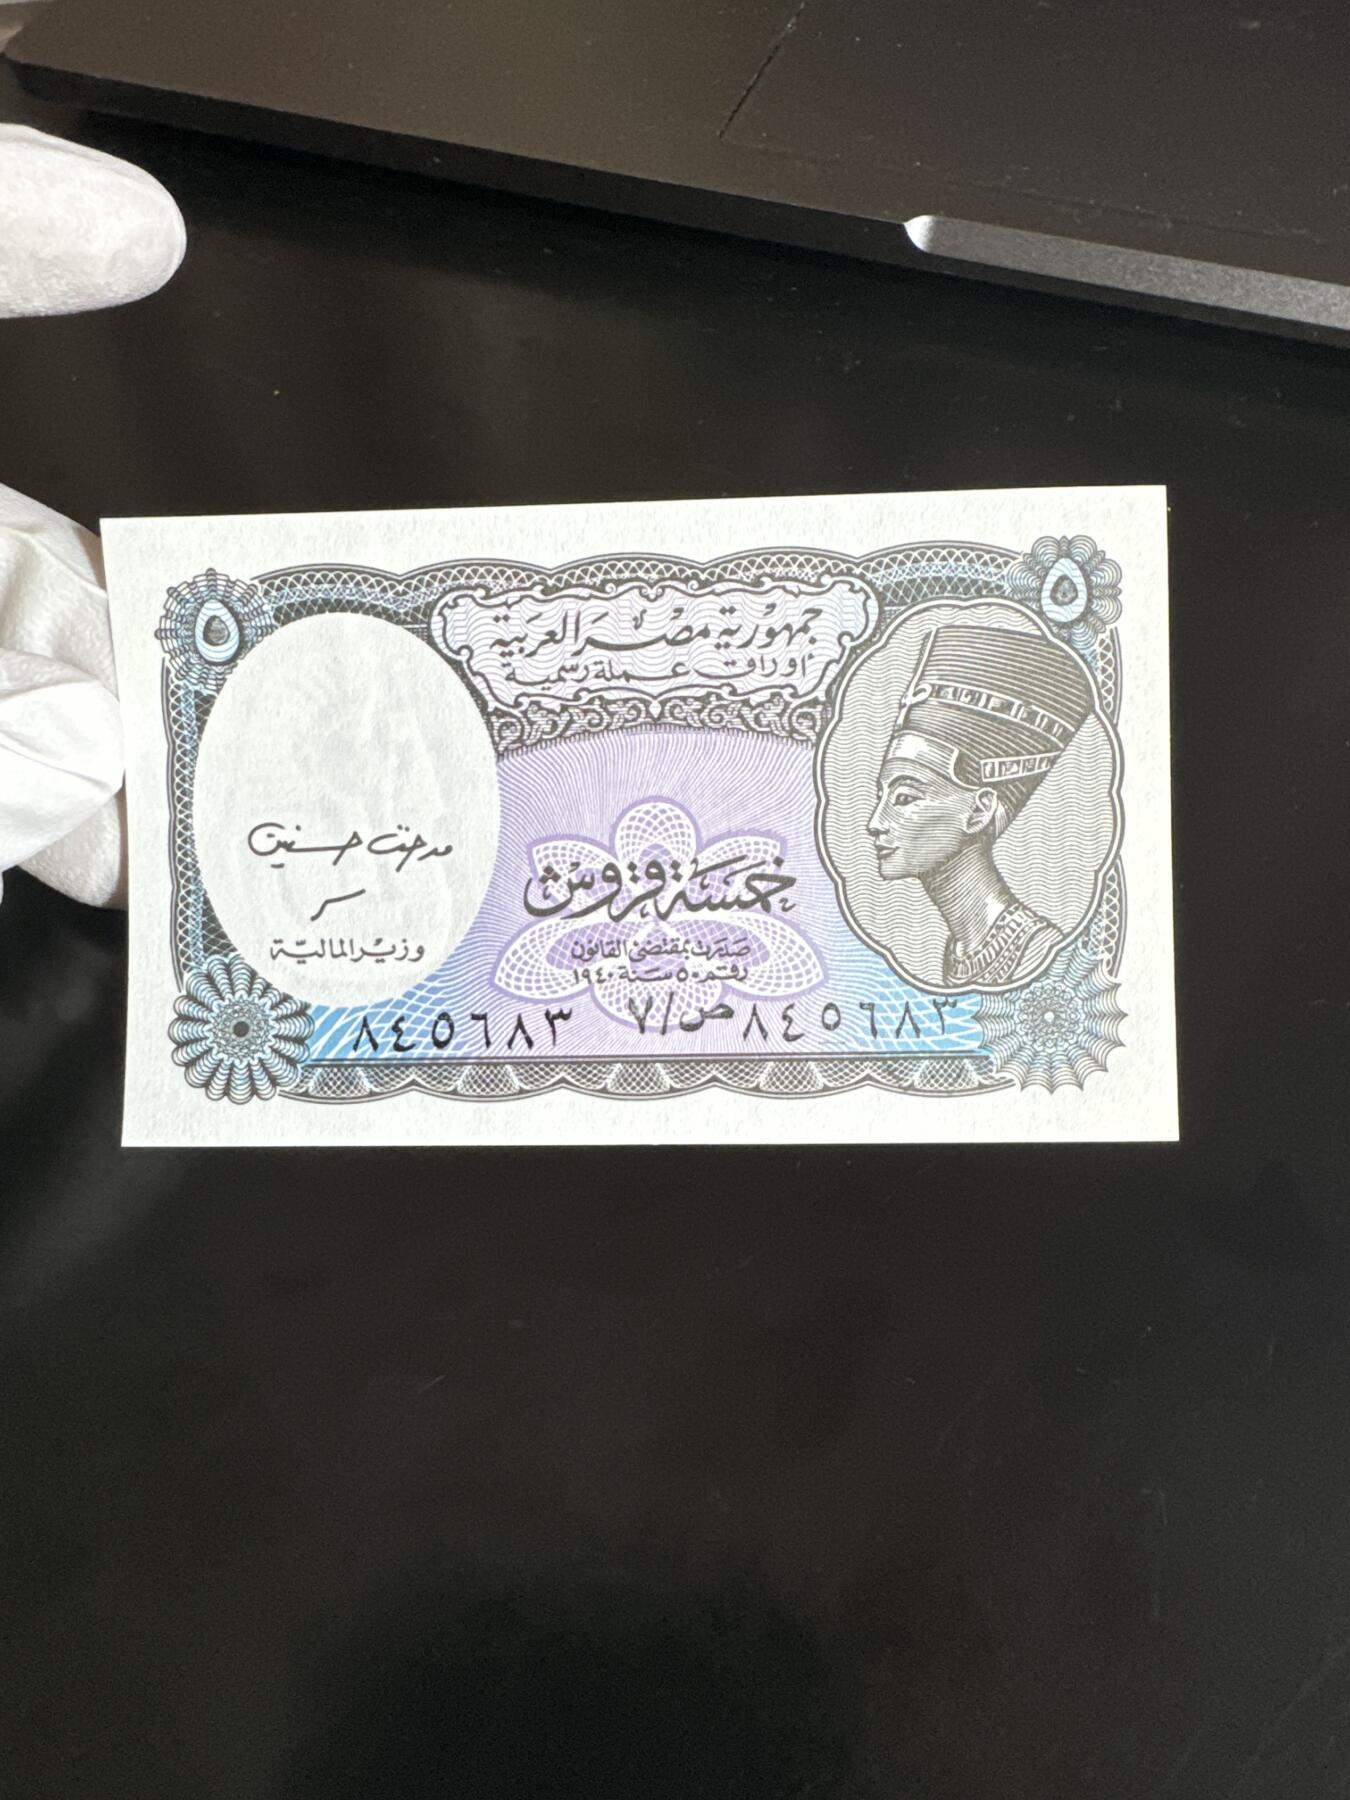 ٥
٥
جمهورية مصر العربية
أوراق عملة رسمية
خمسة قروش
صدرت بمقتضى القانون
رقم ٥٠ سنة ١٩٤٠
مدحت حسنين
وزير المالية
٨٤٥٦٨٣ ص/٧ ٨٤٥٦٨٣